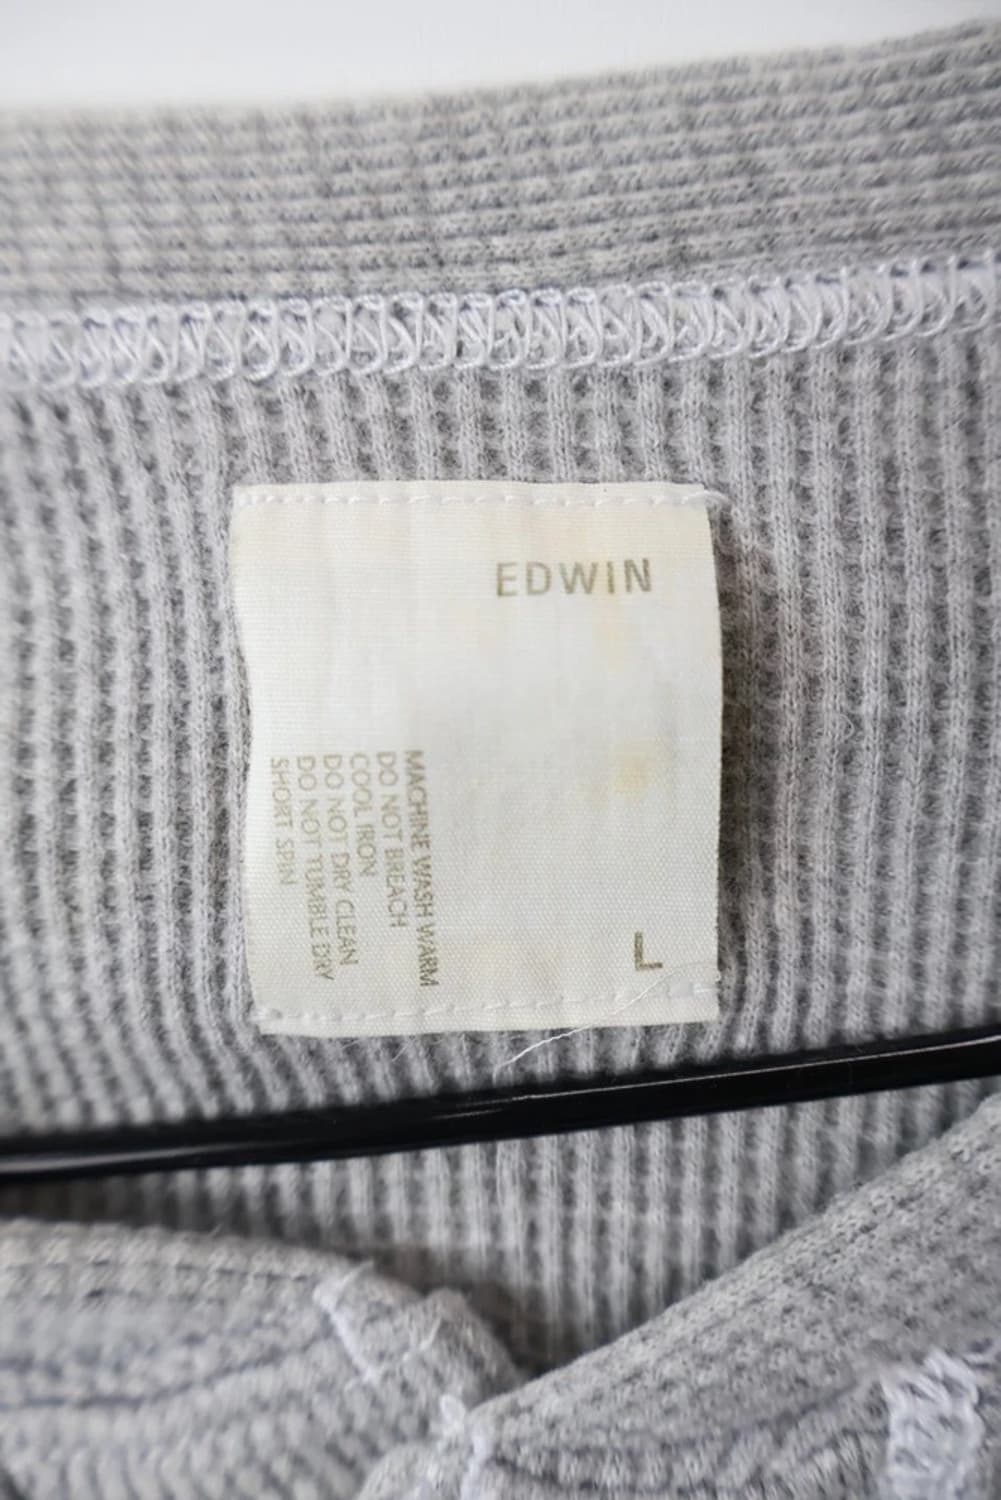 EDWIN
MACHINE WASH WARM
DO NOT BREACH
COOL IRON
DO NOT DRY CLEAN
DO NOT TUMBLE DRY
SHORT SPIN
L